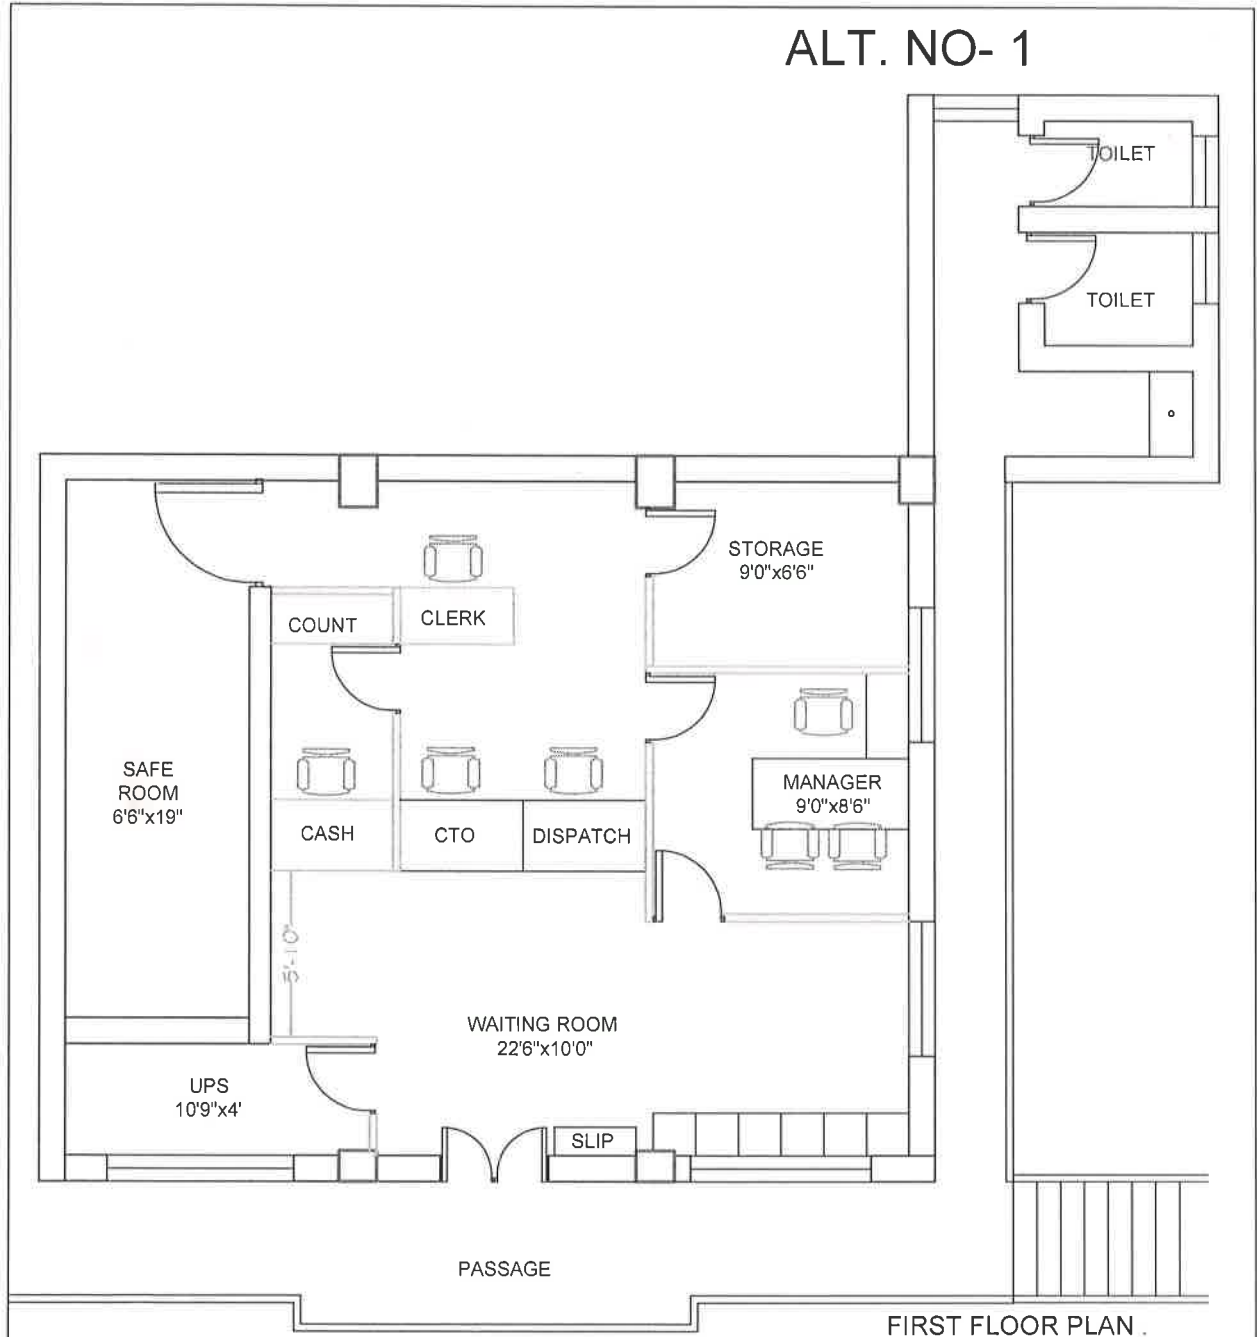 ALT. NO- 1
TOILET
TOILET
STORAGE
9'0"x6'6"
COUNT
CLERK
SAFE
ROOM
6'6"x19"
MANAGER
9'0"x8'6"
CASH
CTO
DISPATCH
5'-10"
WAITING ROOM
22'6"x10'0"
UPS
10'9"x4'
SLIP
PASSAGE
FIRST FLOOR PLAN .